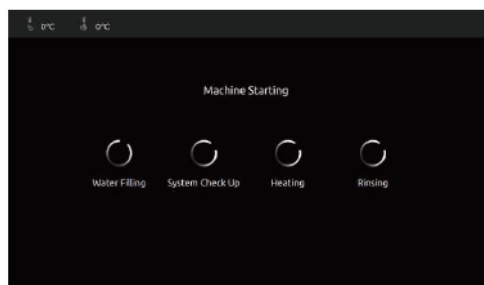 0°C 0°C
Machine Starting
Water Filling System Check Up Heating Rinsing